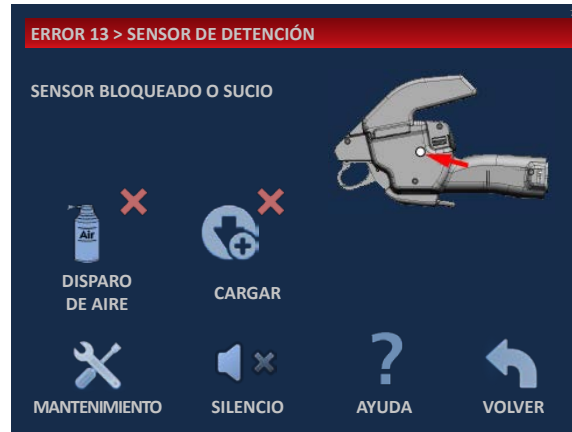 ERROR 13 > SENSOR DE DETENCIÓN
SENSOR BLOQUEADO O SUCIO
Air
DISPARO
DE AIRE
CARGAR
MANTENIMIENTO
SILENCIO
?
AYUDA
VOLVER